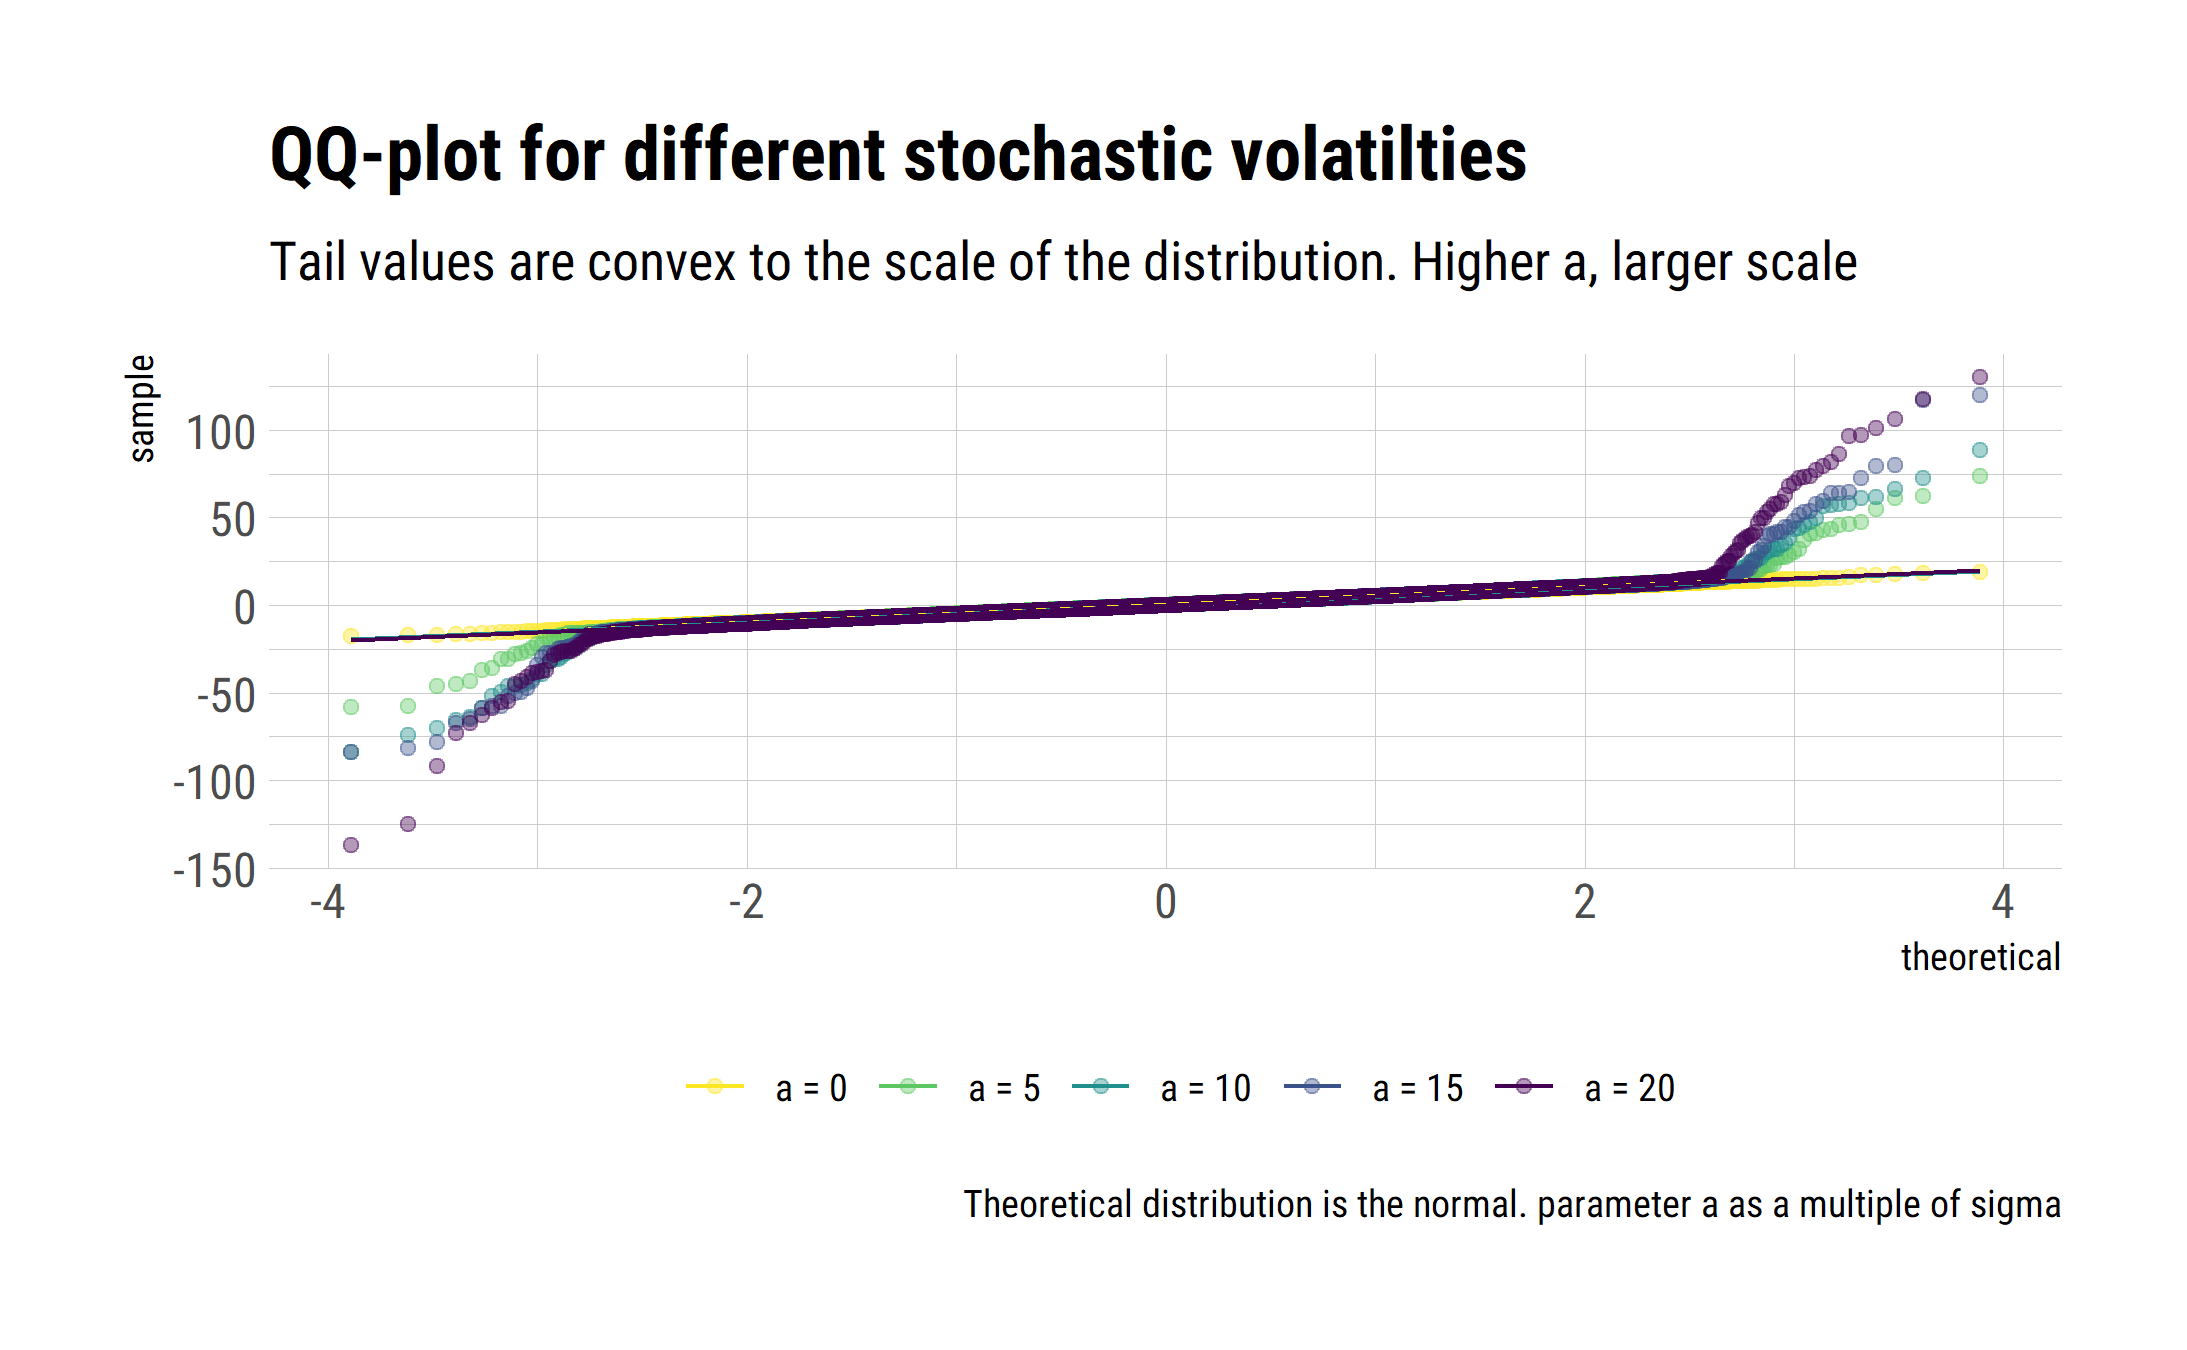 QQ-plot for different stochastic volatilties
Tail values are convex to the scale of the distribution. Higher a, larger scale
sample
100
50
0
-50
-100
-150
-4 -2 0 2 4
theoretical
a = 0 a = 5 a = 10 a = 15 a = 20
Theoretical distribution is the normal. parameter a as a multiple of sigma